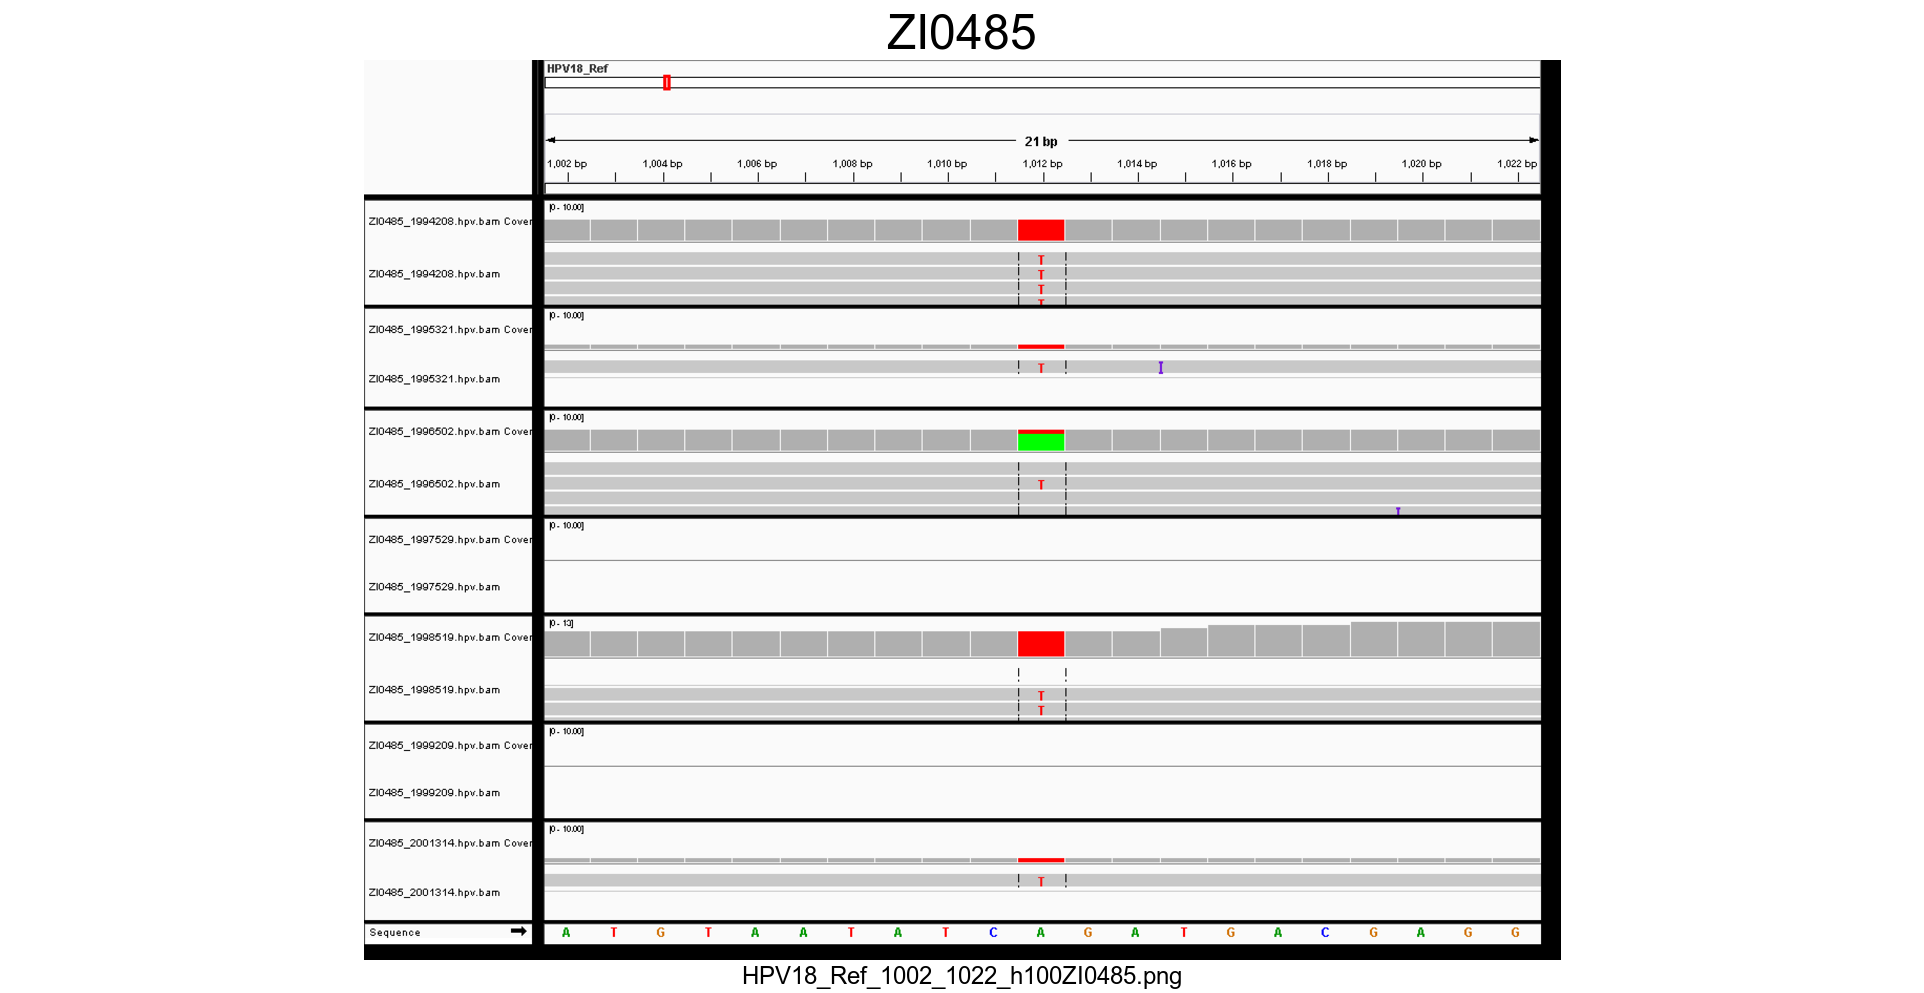 ZI0485
HPV18_Ref
21 bp
1,002 bp 1,004 bp 1,006 bp 1,008 bp 1,010 bp 1,012 bp 1,014 bp 1,016 bp 1,018 bp 1,020 bp 1,022 bp
[0 - 10.00]
ZI0485_1994208.hpv.bam Cover
T
ZI0485_1994208.hpv.bam T
T
T
[0 - 10.00]
ZI0485_1995321.hpv.bam Cover
T I
ZI0485_1995321.hpv.bam
[0 - 10.00]
ZI0485_1996502.hpv.bam Cover
ZI0485_1996502.hpv.bam T
I
[0 - 10.00]
ZI0485_1997529.hpv.bam Cover
ZI0485_1997529.hpv.bam
[0 - 13]
ZI0485_1998519.hpv.bam Cover
ZI0485_1998519.hpv.bam T
T
[0 - 10.00]
ZI0485_1999209.hpv.bam Cover
ZI0485_1999209.hpv.bam
[0 - 10.00]
ZI0485_2001314.hpv.bam Cover
T
ZI0485_2001314.hpv.bam
Sequence A T G T A A T A T C A G A T G A C G A G G
HPV18_Ref_1002_1022_h100ZI0485.png